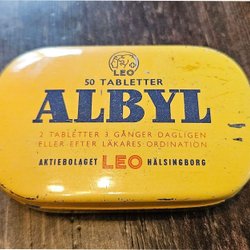 LEO
50 TABLETTER
ALBYL
2 TABLETTER 3 GÅNGER DAGLIGEN
ELLER EFTER LÄKARES ORDINATION
AKTIEBOLAGET LEO HÄLSINGBORG